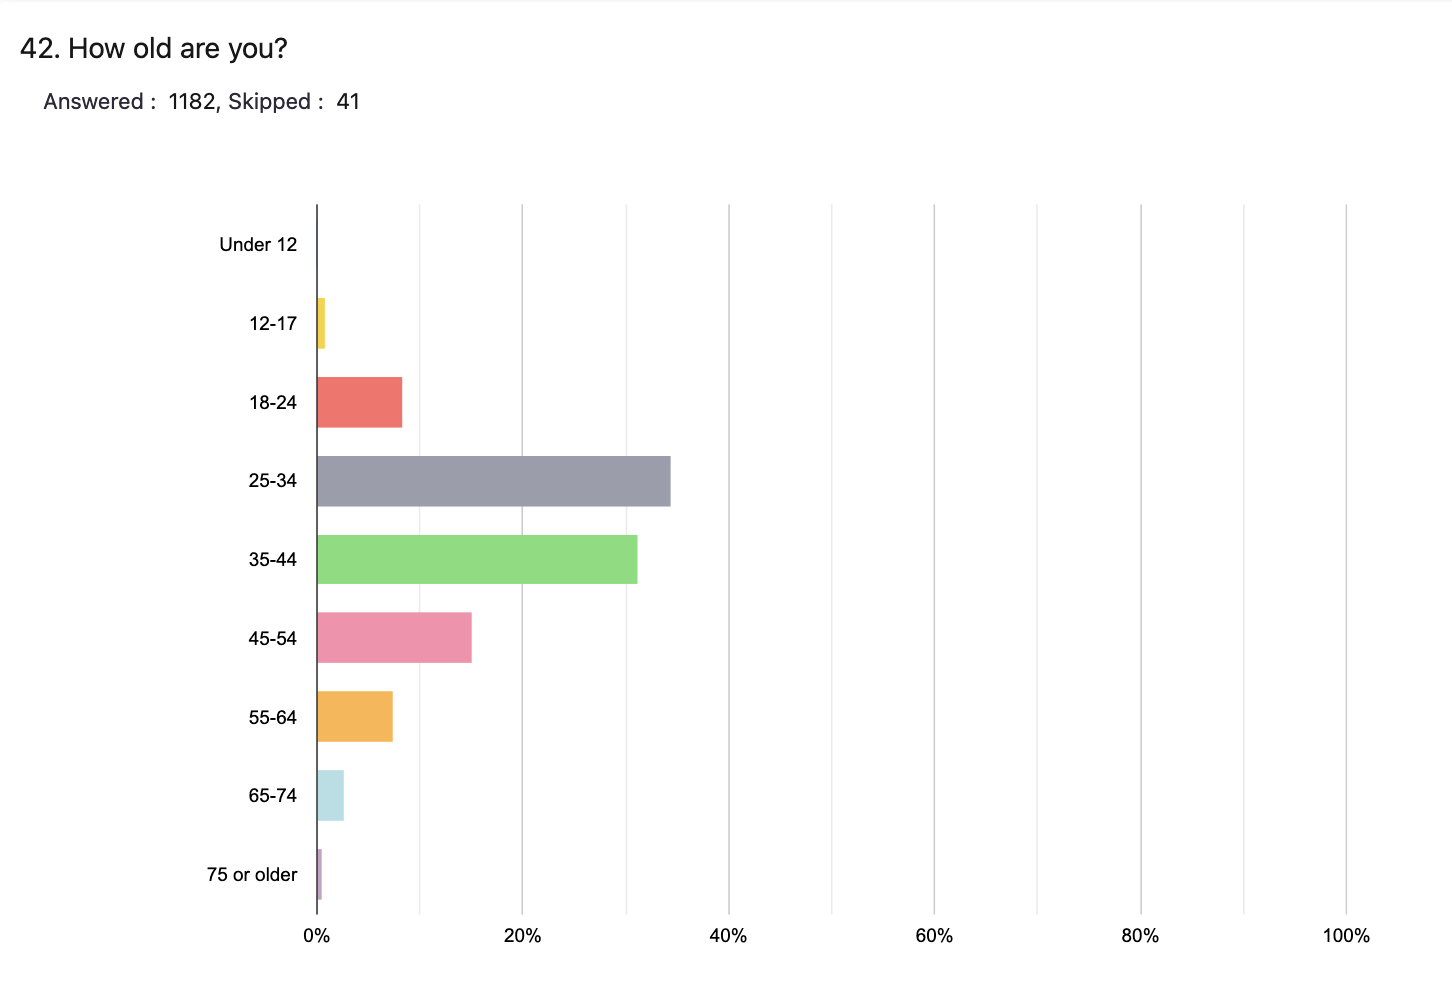 42. How old are you?
Answered :  1182, Skipped :  41
Under 12
12-17
18-24
25-34
35-44
45-54
55-64
65-74
75 or older
0% 20% 40% 60% 80% 100%